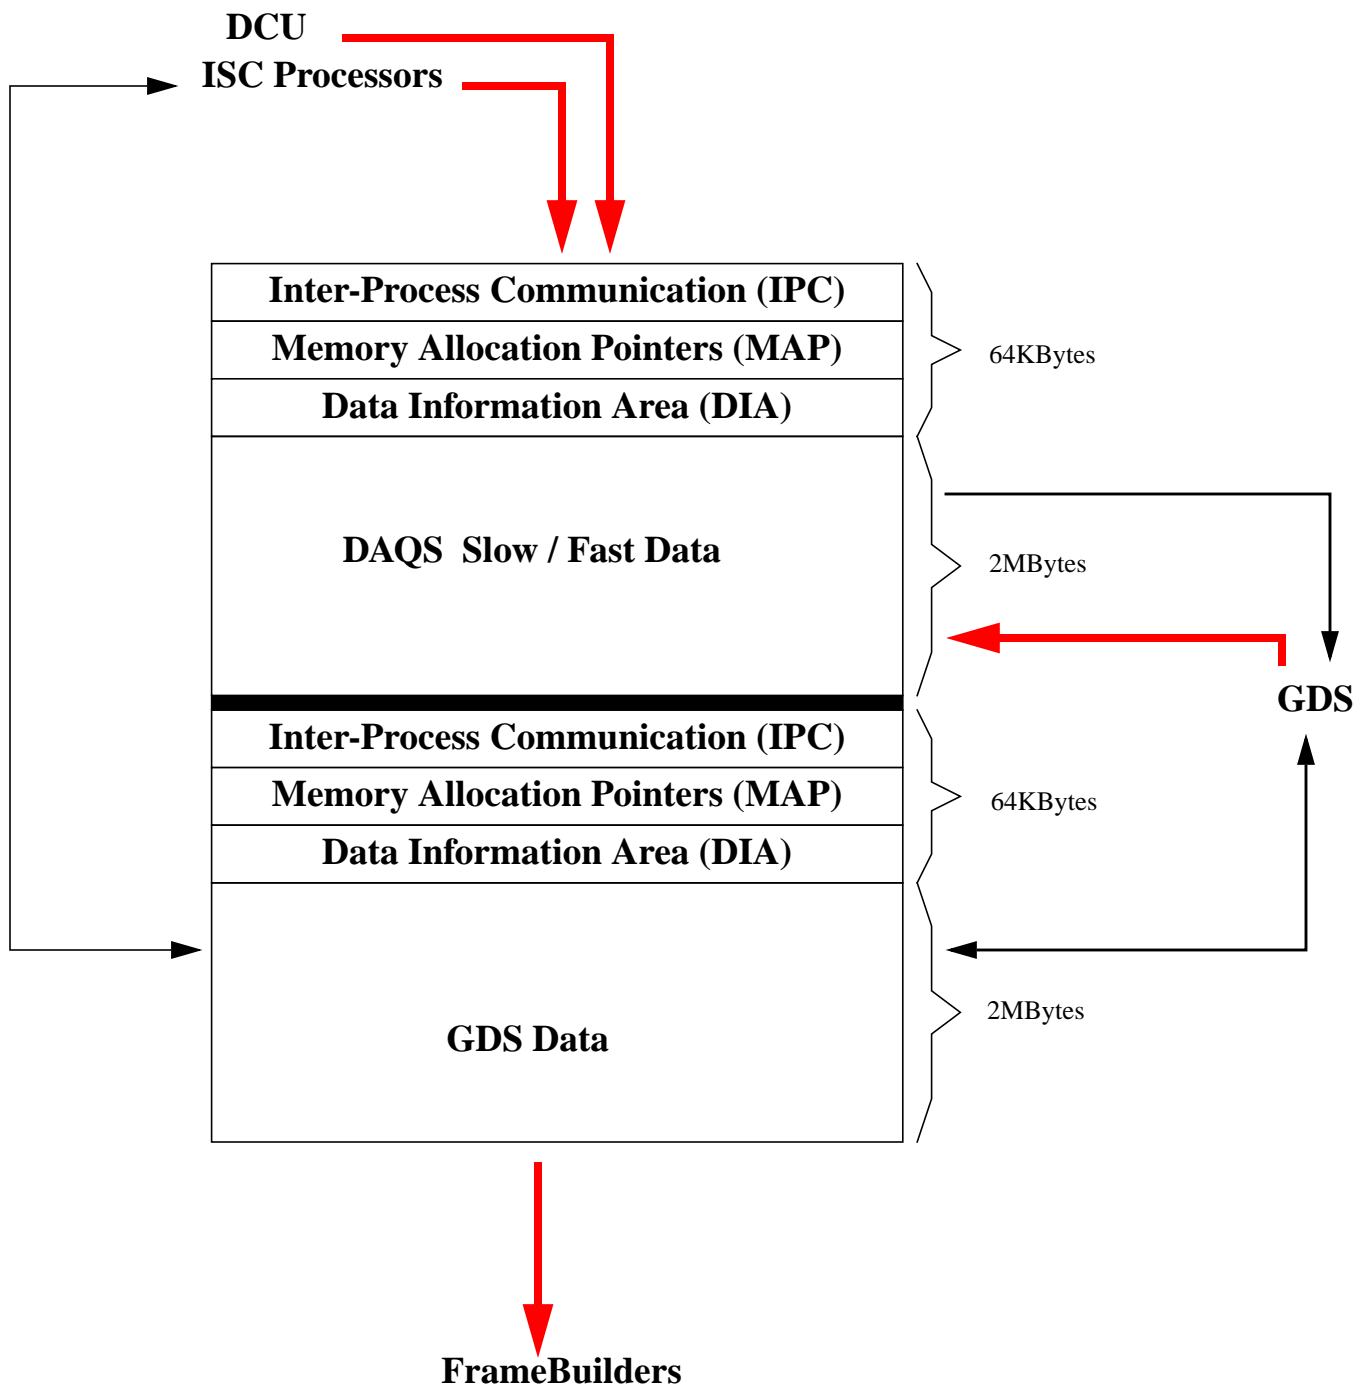 DCU
ISC Processors
Inter-Process Communication (IPC)
Memory Allocation Pointers (MAP)
64KBytes
Data Information Area (DIA)
DAQS Slow / Fast Data
2MBytes
GDS
Inter-Process Communication (IPC)
Memory Allocation Pointers (MAP)
64KBytes
Data Information Area (DIA)
2MBytes
GDS Data
FrameBuilders